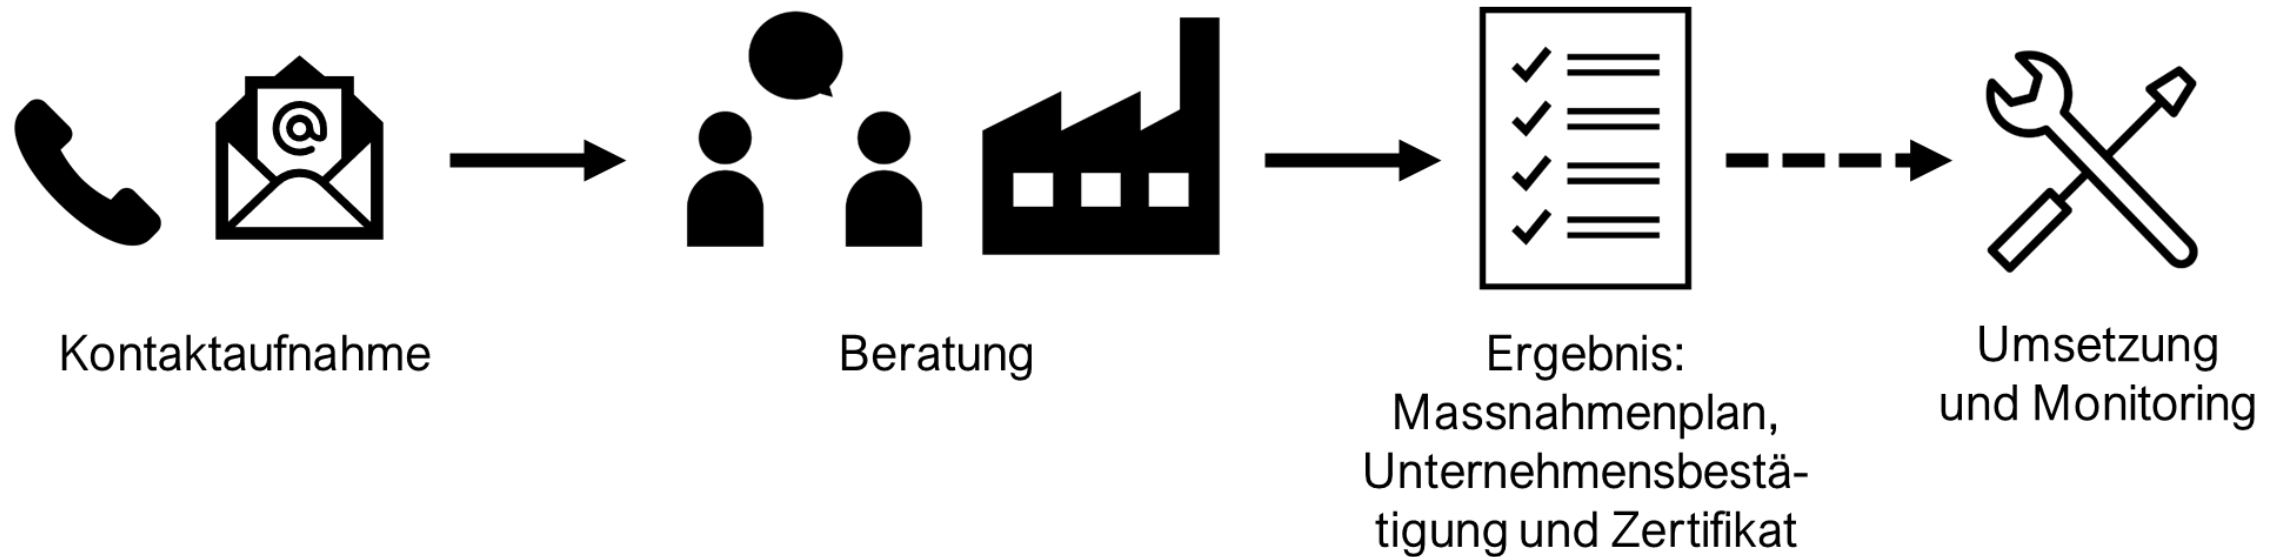 @
Kontaktaufnahme
Beratung
Ergebnis:
Massnahmenplan,
Unternehmensbestä-
tigung und Zertifikat
Umsetzung
und Monitoring